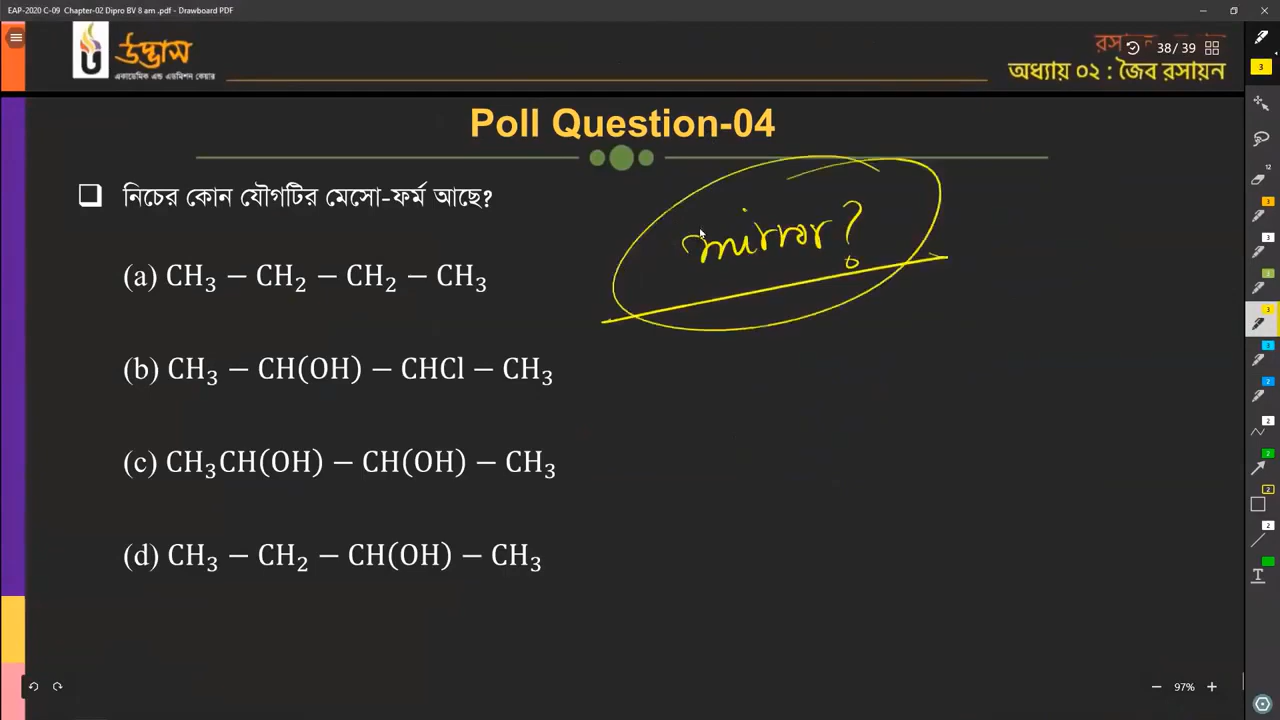 EAP-2020 C-09 Chapter-02 Dipro BV 8 am .pdf - Drawboard PDF
উদ্ভাস
একাডেমিক এন্ড এডমিশন কেয়ার
38/ 39
অধ্যায় ০২ : জৈব রসায়ন
Poll Question-04
নিচের কোন যৌগটির মেসো-ফর্ম আছে?
mirror?
(a) CH₃ − CH₂ − CH₂ − CH₃
(b) CH₃ − CH(OH) − CHCl − CH₃
(c) CH₃CH(OH) − CH(OH) − CH₃
(d) CH₃ − CH₂ − CH(OH) − CH₃
97%